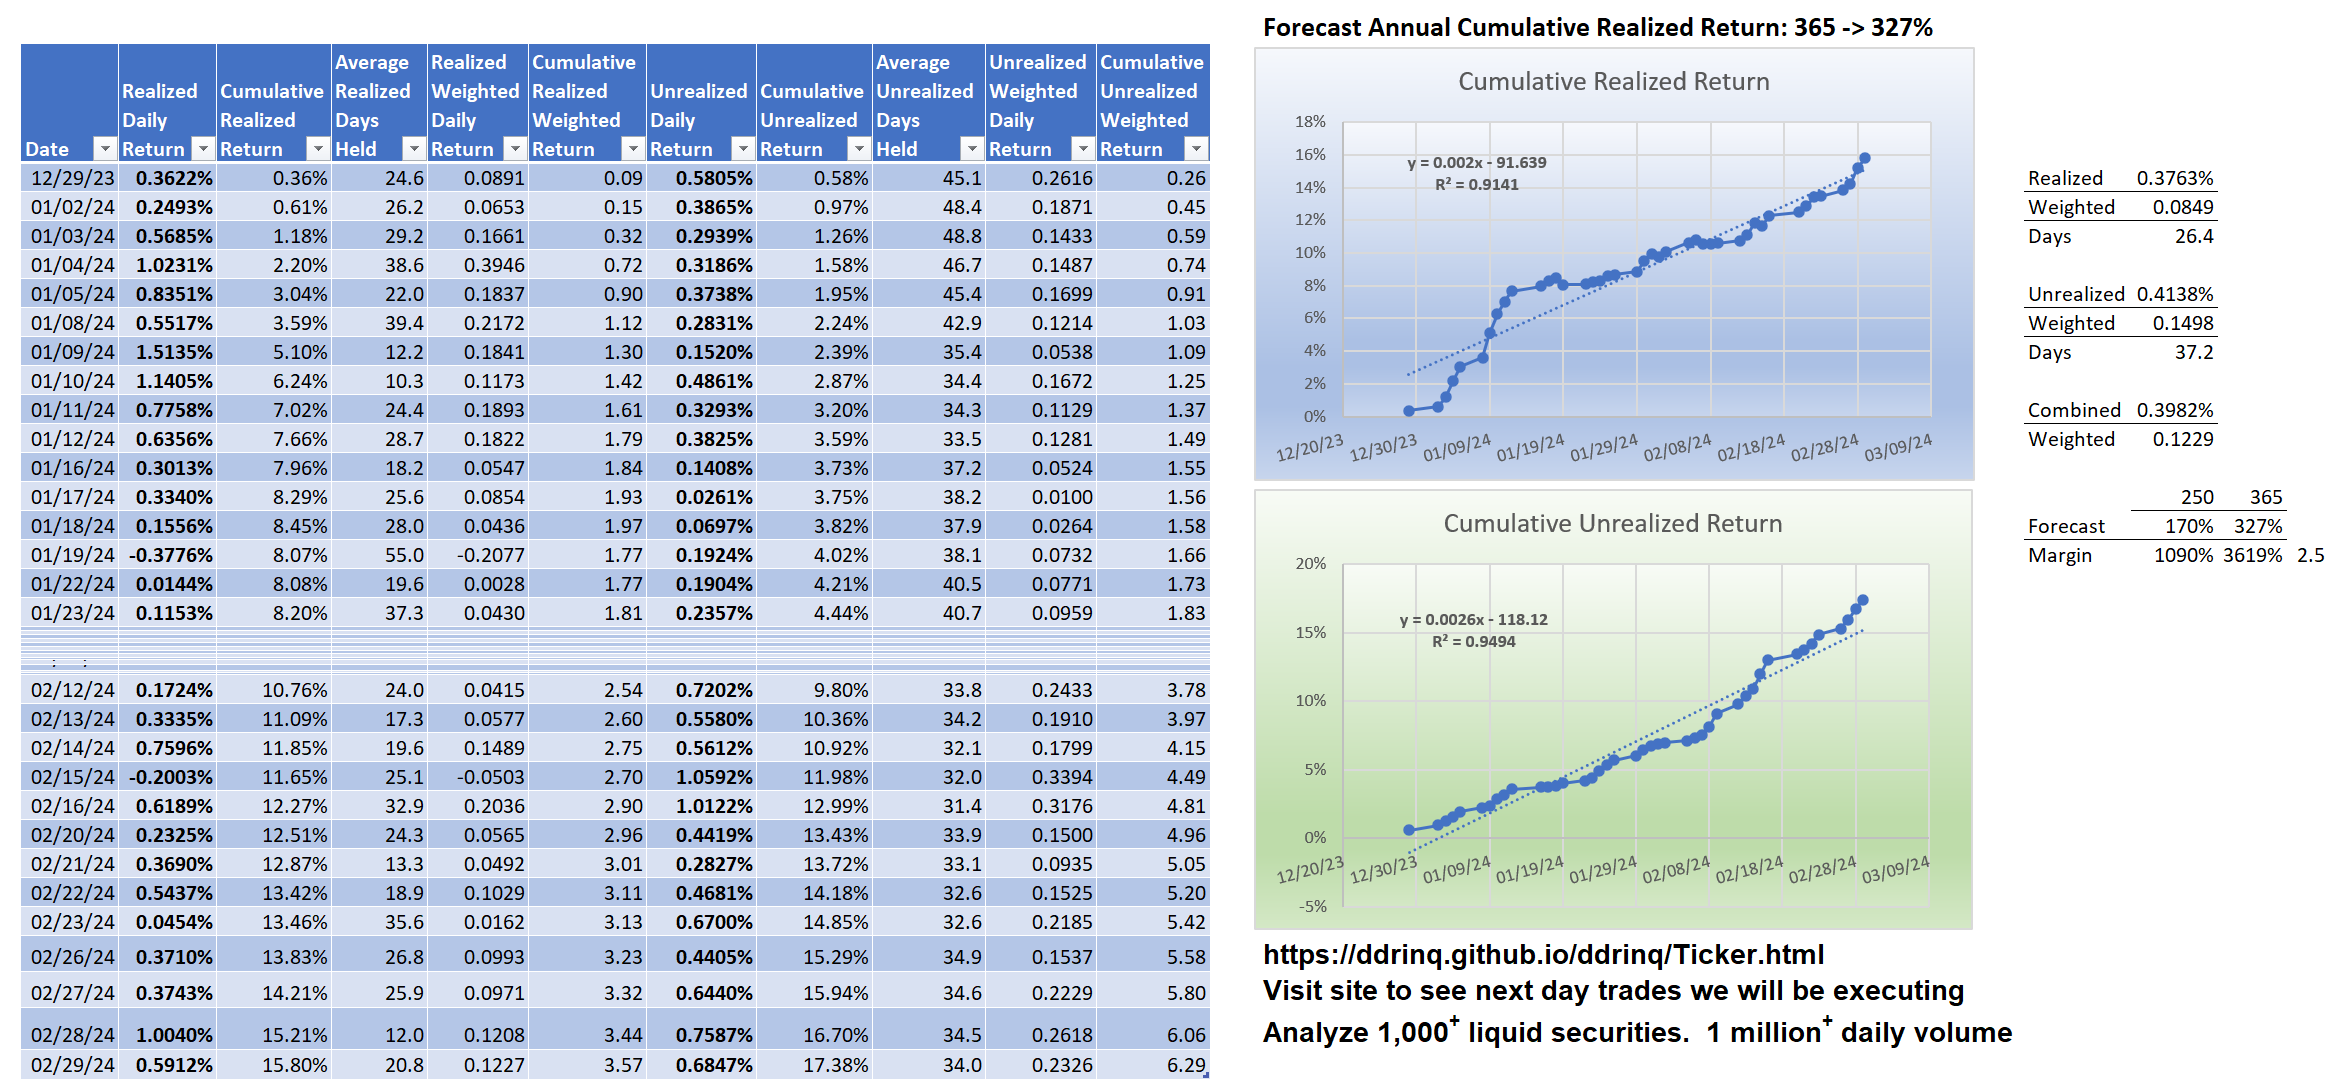 Forecast Annual Cumulative Realized Return: 365 -> 327%
Date Realized Daily Return Cumulative Realized Return Average Realized Days Held Realized Weighted Daily Return Cumulative Realized Weighted Return Unrealized Daily Return Cumulative Unrealized Return Average Unrealized Days Held Unrealized Weighted Daily Return Cumulative Unrealized Weighted Return
12/29/23 0.3622% 0.36% 24.6 0.0891 0.09 0.5805% 0.58% 45.1 0.2616 0.26
01/02/24 0.2493% 0.61% 26.2 0.0653 0.15 0.3865% 0.97% 48.4 0.1871 0.45
01/03/24 0.5685% 1.18% 29.2 0.1661 0.32 0.2939% 1.26% 48.8 0.1433 0.59
01/04/24 1.0231% 2.20% 38.6 0.3946 0.72 0.3186% 1.58% 46.7 0.1487 0.74
01/05/24 0.8351% 3.04% 22.0 0.1837 0.90 0.3738% 1.95% 45.4 0.1699 0.91
01/08/24 0.5517% 3.59% 39.4 0.2172 1.12 0.2831% 2.24% 42.9 0.1214 1.03
01/09/24 1.5135% 5.10% 12.2 0.1841 1.30 0.1520% 2.39% 35.4 0.0538 1.09
01/10/24 1.1405% 6.24% 10.3 0.1173 1.42 0.4861% 2.87% 34.4 0.1672 1.25
01/11/24 0.7758% 7.02% 24.4 0.1893 1.61 0.3293% 3.20% 34.3 0.1129 1.37
01/12/24 0.6356% 7.66% 28.7 0.1822 1.79 0.3825% 3.59% 33.5 0.1281 1.49
01/16/24 0.3013% 7.96% 18.2 0.0547 1.84 0.1408% 3.73% 37.2 0.0524 1.55
01/17/24 0.3340% 8.29% 25.6 0.0854 1.93 0.0261% 3.75% 38.2 0.0100 1.56
01/18/24 0.1556% 8.45% 28.0 0.0436 1.97 0.0697% 3.82% 37.9 0.0264 1.58
01/19/24 -0.3776% 8.07% 55.0 -0.2077 1.77 0.1924% 4.02% 38.1 0.0732 1.66
01/22/24 0.0144% 8.08% 19.6 0.0028 1.77 0.1904% 4.21% 40.5 0.0771 1.73
01/23/24 0.1153% 8.20% 37.3 0.0430 1.81 0.2357% 4.44% 40.7 0.0959 1.83
02/12/24 0.1724% 10.76% 24.0 0.0415 2.54 0.7202% 9.80% 33.8 0.2433 3.78
02/13/24 0.3335% 11.09% 17.3 0.0577 2.60 0.5580% 10.36% 34.2 0.1910 3.97
02/14/24 0.7596% 11.85% 19.6 0.1489 2.75 0.5612% 10.92% 32.1 0.1799 4.15
02/15/24 -0.2003% 11.65% 25.1 -0.0503 2.70 1.0592% 11.98% 32.0 0.3394 4.49
02/16/24 0.6189% 12.27% 32.9 0.2036 2.90 1.0122% 12.99% 31.4 0.3176 4.81
02/20/24 0.2325% 12.51% 24.3 0.0565 2.96 0.4419% 13.43% 33.9 0.1500 4.96
02/21/24 0.3690% 12.87% 13.3 0.0492 3.01 0.2827% 13.72% 33.1 0.0935 5.05
02/22/24 0.5437% 13.42% 18.9 0.1029 3.11 0.4681% 14.18% 32.6 0.1525 5.20
02/23/24 0.0454% 13.46% 35.6 0.0162 3.13 0.6700% 14.85% 32.6 0.2185 5.42
02/26/24 0.3710% 13.83% 26.8 0.0993 3.23 0.4405% 15.29% 34.9 0.1537 5.58
02/27/24 0.3743% 14.21% 25.9 0.0971 3.32 0.6440% 15.94% 34.6 0.2229 5.80
02/28/24 1.0040% 15.21% 12.0 0.1208 3.44 0.7587% 16.70% 34.5 0.2618 6.06
02/29/24 0.5912% 15.80% 20.8 0.1227 3.57 0.6847% 17.38% 34.0 0.2326 6.29
Cumulative Realized Return
18%
16%
14%
12%
10%
8%
6%
4%
2%
0%
y = 0.002x - 91.639
R² = 0.9141
12/20/23 12/30/23 01/09/24 01/19/24 01/29/24 02/08/24 02/18/24 02/28/24 03/09/24
Cumulative Unrealized Return
20%
15%
10%
5%
0%
-5%
y = 0.0026x - 118.12
R² = 0.9494
12/20/23 12/30/23 01/09/24 01/19/24 01/29/24 02/08/24 02/18/24 02/28/24 03/09/24
Realized 0.3763%
Weighted 0.0849
Days 26.4
Unrealized 0.4138%
Weighted 0.1498
Days 37.2
Combined 0.3982%
Weighted 0.1229
250 365
Forecast 170% 327%
Margin 1090% 3619% 2.5
https://ddrinq.github.io/ddrinq/Ticker.html
Visit site to see next day trades we will be executing
Analyze 1,000⁺ liquid securities. 1 million⁺ daily volume